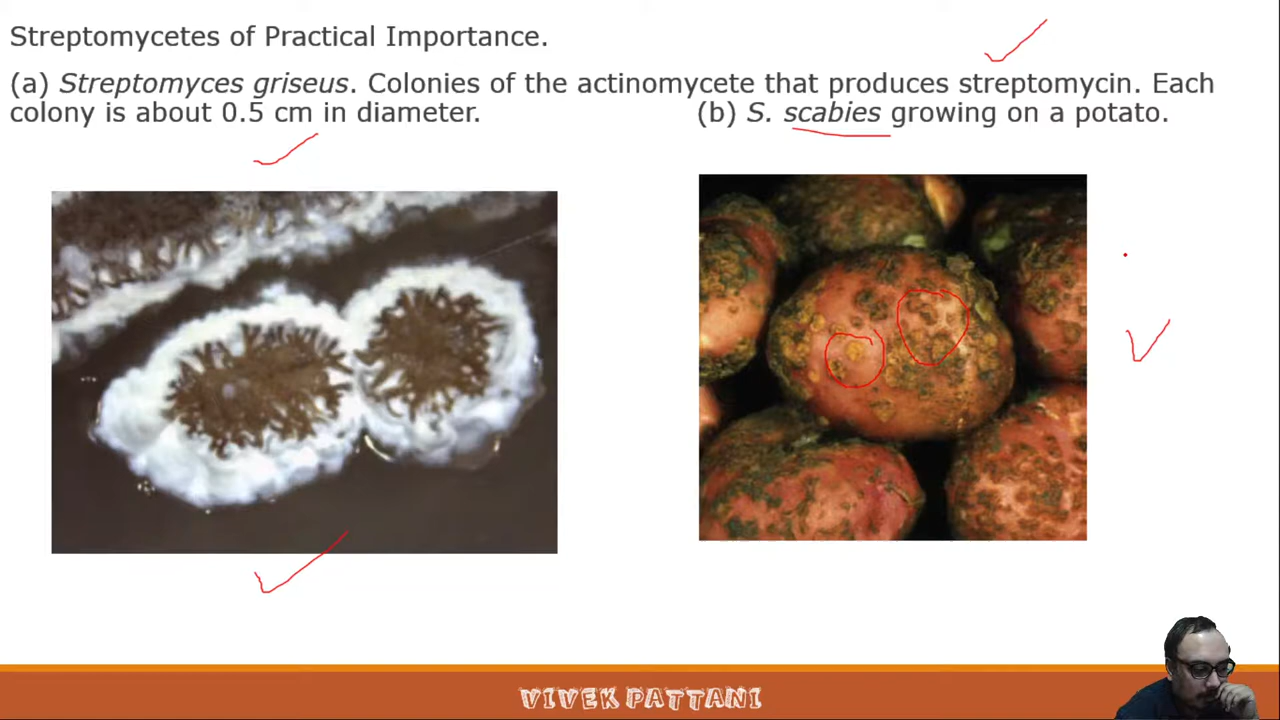 Streptomycetes of Practical Importance.
(a) Streptomyces griseus. Colonies of the actinomycete that produces streptomycin. Each
colony is about 0.5 cm in diameter. (b) S. scabies growing on a potato.
VIVEK PATTANI